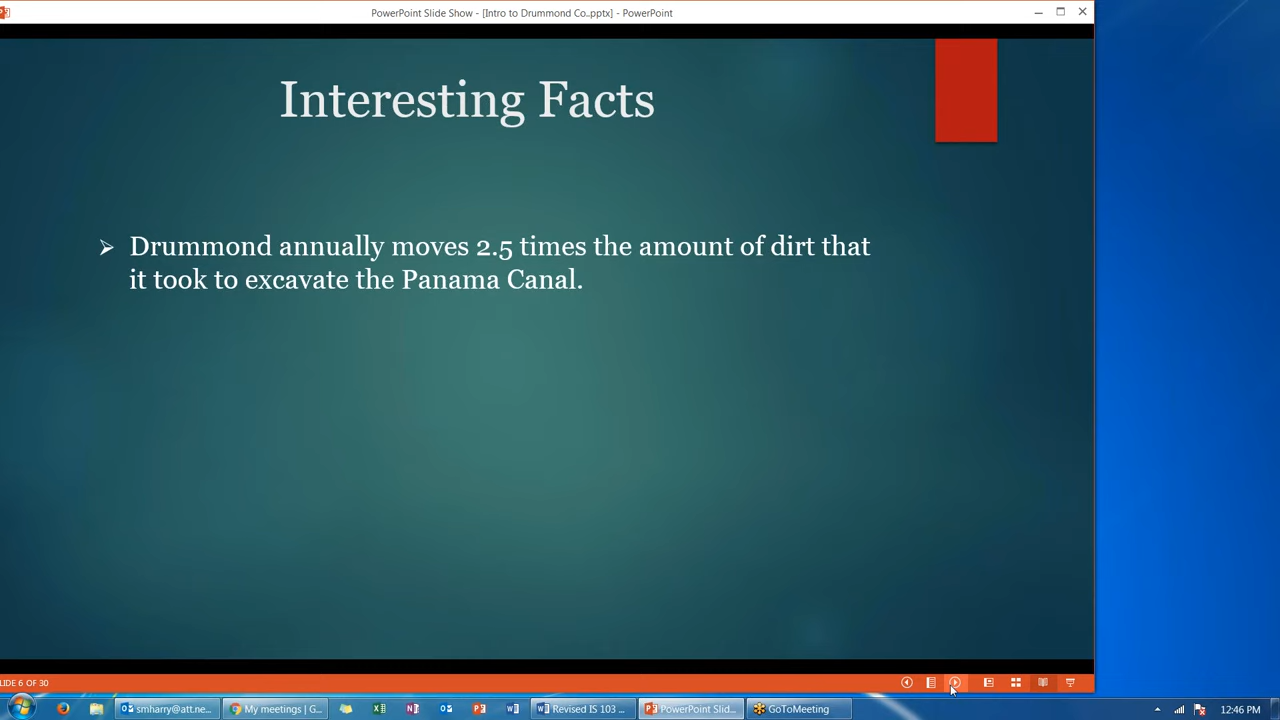 PowerPoint Slide Show - [Intro to Drummond Co..pptx] - PowerPoint
Interesting Facts
➢ Drummond annually moves 2.5 times the amount of dirt that
it took to excavate the Panama Canal.
LIDE 6 OF 30
smharry@att.ne...
My meetings | G...
Revised IS 103 ...
PowerPoint Slid...
GoToMeeting
12:46 PM